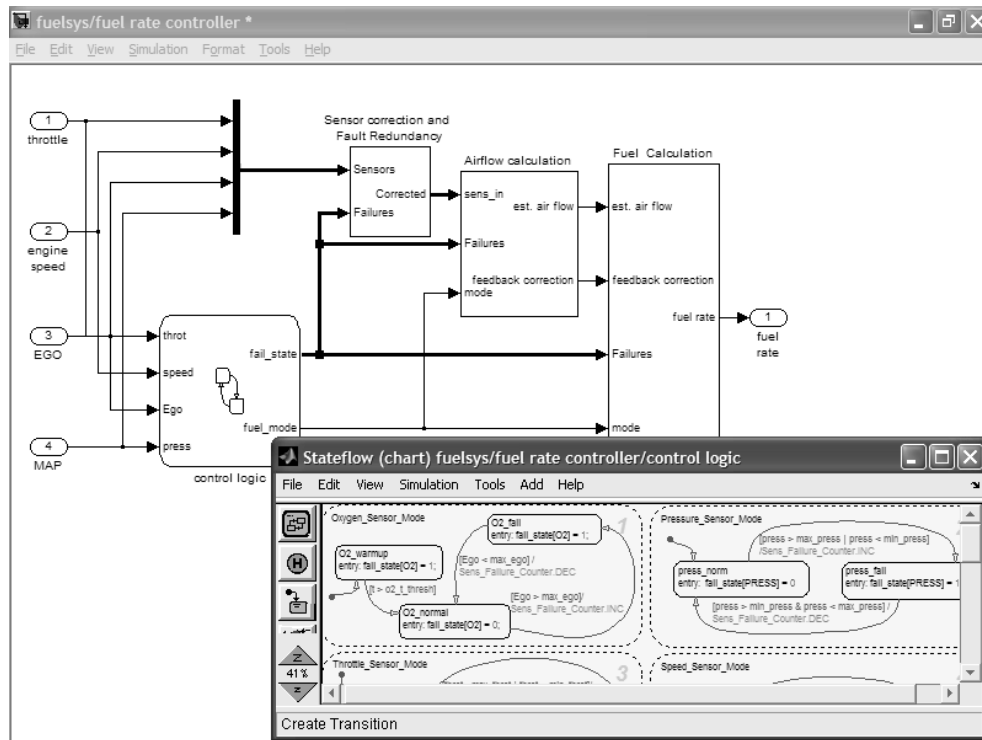 fuelsys/fuel rate controller *
File Edit View Simulation Format Tools Help
1
throttle
2
engine
speed
3
EGO
4
MAP
Sensor correction and
Fault Redundancy
Sensors
Corrected
Failures
Airflow calculation
sens_in
est. air flow
Failures
feedback correction
mode
Fuel Calculation
est. air flow
feedback correction
fuel rate
Failures
mode
1
fuel
rate
throt
fail_state
speed
Ego
fuel_mode
press
control logic
Stateflow (chart) fuelsys/fuel rate controller/control logic
File Edit View Simulation Tools Add Help
Oxygen_Sensor_Mode
1
O2_fail
entry: fail_state[O2] = 1;
O2_warmup
entry: fail_state[O2] = 1;
[Ego < max_ego] /
Sens_Failure_Counter.DEC
[t > o2_t_thresh]
[Ego > max_ego]/
Sens_Failure_Counter.INC
O2_normal
entry: fail_state[O2] = 0;
Pressure_Sensor_Mode
[press > max_press | press < min_press]
/Sens_Failure_Counter.INC
press_norm
entry: fail_state[PRESS] = 0
press_fail
entry: fail_state[PRESS] = 1
[press > min_press & press < max_press] /
Sens_Failure_Counter.DEC
Throttle_Sensor_Mode
3
Speed_Sensor_Mode
41%
Create Transition